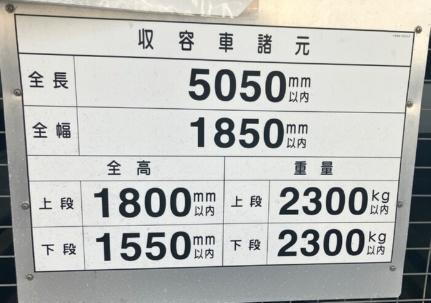 収容車諸元
全長 5050mm以内
全幅 1850mm以内
全高 重量
上段 1800mm以内 上段 2300kg以内
下段 1550mm以内 下段 2300kg以内